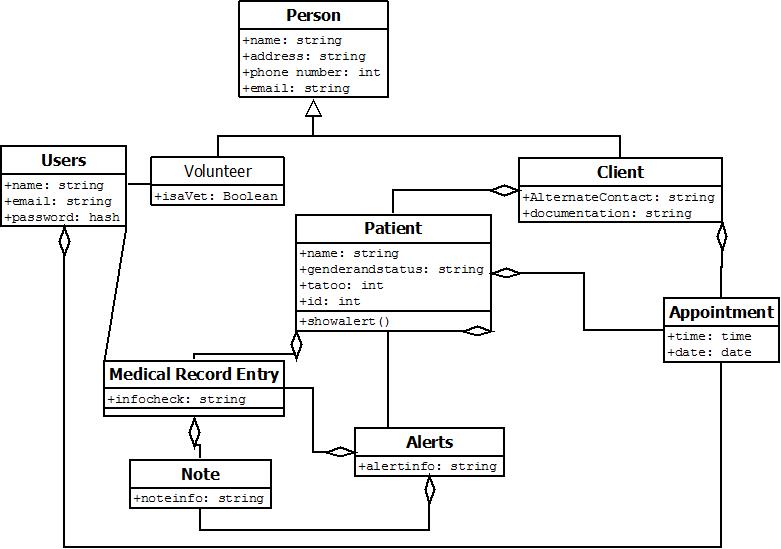 Person
+name: string
+address: string
+phone number: int
+email: string
Users
+name: string
+email: string
+password: hash
Volunteer
+isaVet: Boolean
Client
+AlternateContact: string
+documentation: string
Patient
+name: string
+genderandstatus: string
+tatoo: int
+id: int
+showalert()
Appointment
+time: time
+date: date
Medical Record Entry
+infocheck: string
Alerts
+alertinfo: string
Note
+noteinfo: string